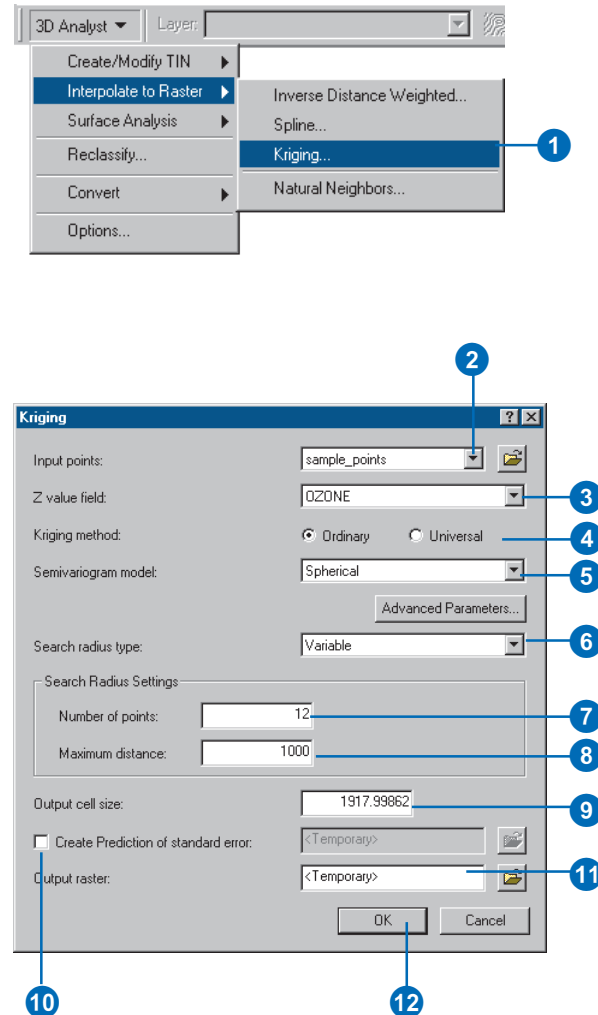 3D Analyst Layer:
Create/Modify TIN
Interpolate to Raster
Surface Analysis
Reclassify...
Convert
Options...
Inverse Distance Weighted...
Spline...
Kriging...
Natural Neighbors...
1
2
Kriging
Input points: sample_points
Z value field: OZONE 3
Kriging method: Ordinary Universal 4
Semivariogram model: Spherical 5
Advanced Parameters...
Search radius type: Variable 6
Search Radius Settings
Number of points: 12 7
Maximum distance: 1000 8
Output cell size: 1917.99862 9
Create Prediction of standard error: <Temporary>
Output raster: <Temporary> 11
OK Cancel
10 12